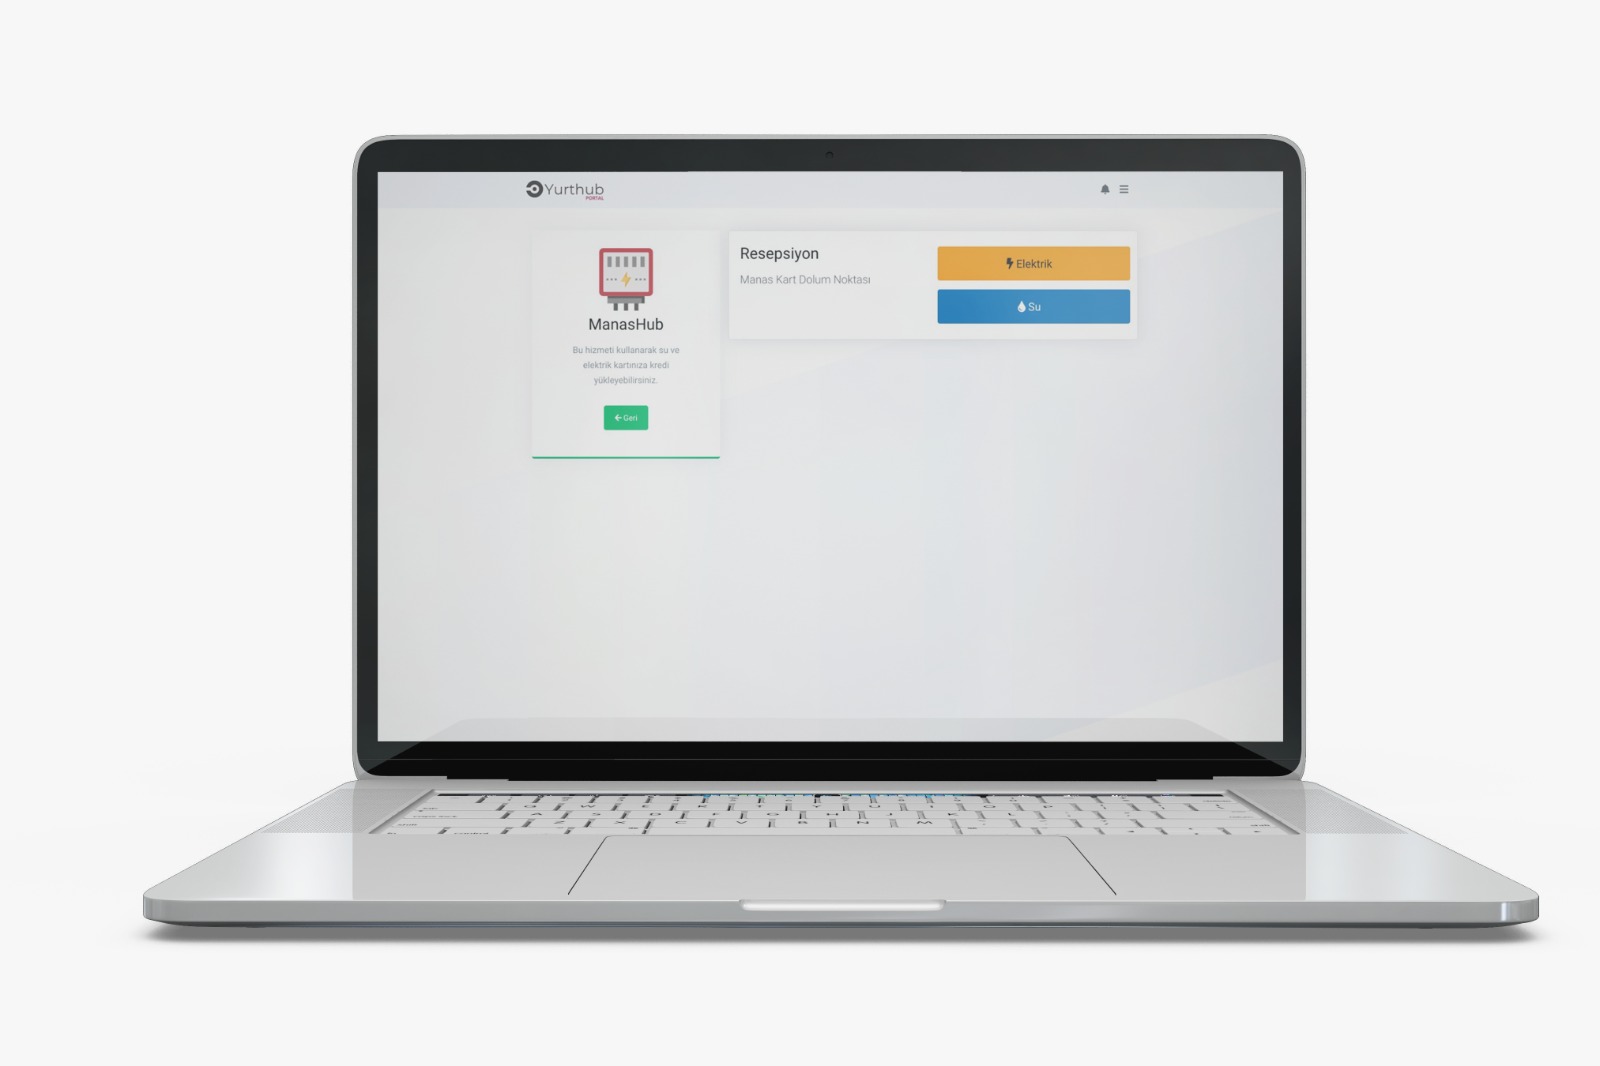 Yurthub
PORTAL
ManasHub
Bu hizmeti kullanarak su ve
elektrik kartınıza kredi
yükleyebilirsiniz.
Geri
Resepsiyon
Manas Kart Dolum Noktası
Elektrik
Su